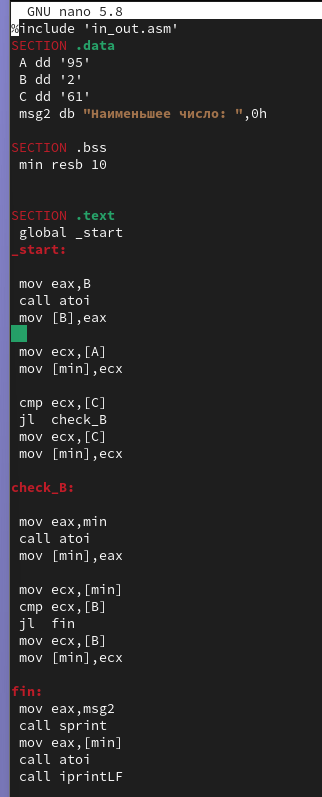 GNU nano 5.8
%include 'in_out.asm'
SECTION .data
A dd '95'
B dd '2'
C dd '61'
msg2 db "Наименьшее число: ",0h
SECTION .bss
min resb 10
SECTION .text
global _start
_start:
mov eax,B
call atoi
mov [B],eax
mov ecx,[A]
mov [min],ecx
cmp ecx,[C]
jl  check_B
mov ecx,[C]
mov [min],ecx
check_B:
mov eax,min
call atoi
mov [min],eax
mov ecx,[min]
cmp ecx,[B]
jl  fin
mov ecx,[B]
mov [min],ecx
fin:
mov eax,msg2
call sprint
mov eax,[min]
call atoi
call iprintLF